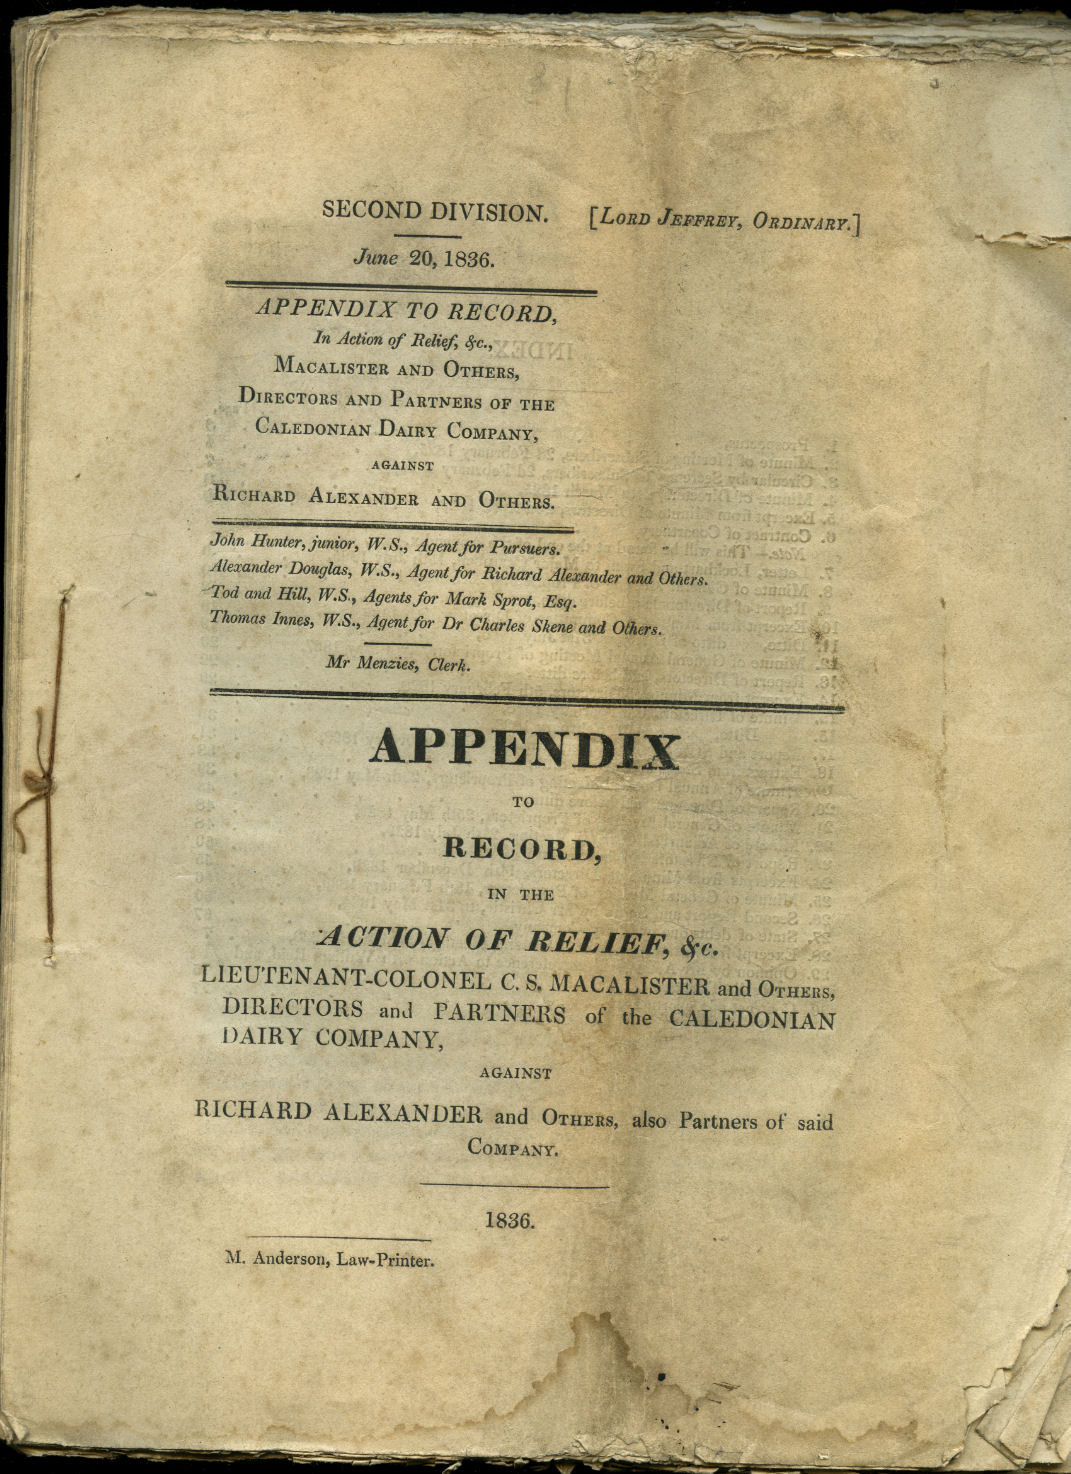 SECOND DIVISION. [LORD JEFFREY, ORDINARY.]
June 20, 1836.
APPENDIX TO RECORD,
In Action of Relief, &c.,
MACALISTER AND OTHERS,
DIRECTORS AND PARTNERS OF THE
CALEDONIAN DAIRY COMPANY,
AGAINST
RICHARD ALEXANDER AND OTHERS.
John Hunter, junior, W.S., Agent for Pursuers.
Alexander Douglas, W.S., Agent for Richard Alexander and Others.
Tod and Hill, W.S., Agents for Mark Sprot, Esq.
Thomas Innes, W.S., Agent for Dr Charles Skene and Others.
Mr Menzies, Clerk.
APPENDIX
TO
RECORD,
IN THE
ACTION OF RELIEF, &c.
LIEUTENANT-COLONEL C. S. MACALISTER and OTHERS,
DIRECTORS and PARTNERS of the CALEDONIAN
DAIRY COMPANY,
AGAINST
RICHARD ALEXANDER and OTHERS, also Partners of said
COMPANY.
1836.
M. Anderson, Law-Printer.